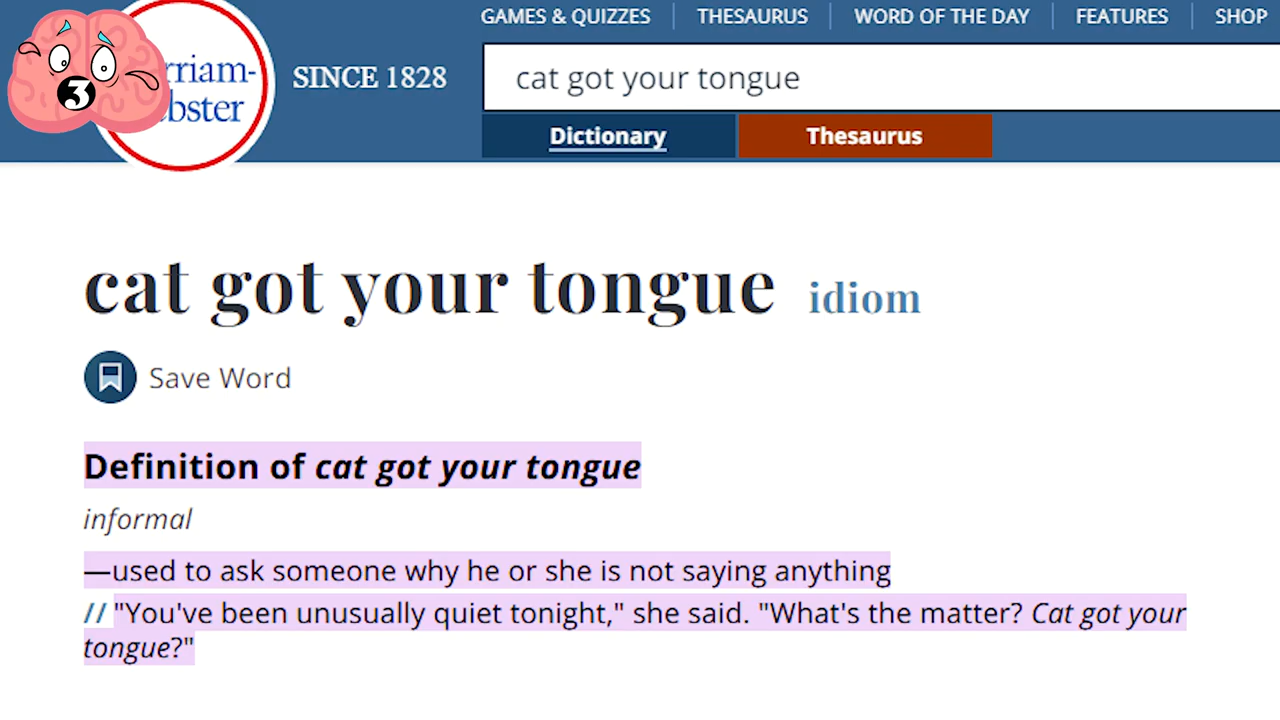 GAMES & QUIZZES THESAURUS WORD OF THE DAY FEATURES SHOP
rriam-
bster
SINCE 1828
cat got your tongue
Dictionary Thesaurus
cat got your tongue idiom
Save Word
Definition of cat got your tongue
informal
—used to ask someone why he or she is not saying anything
// "You've been unusually quiet tonight," she said. "What's the matter? Cat got your
tongue?"